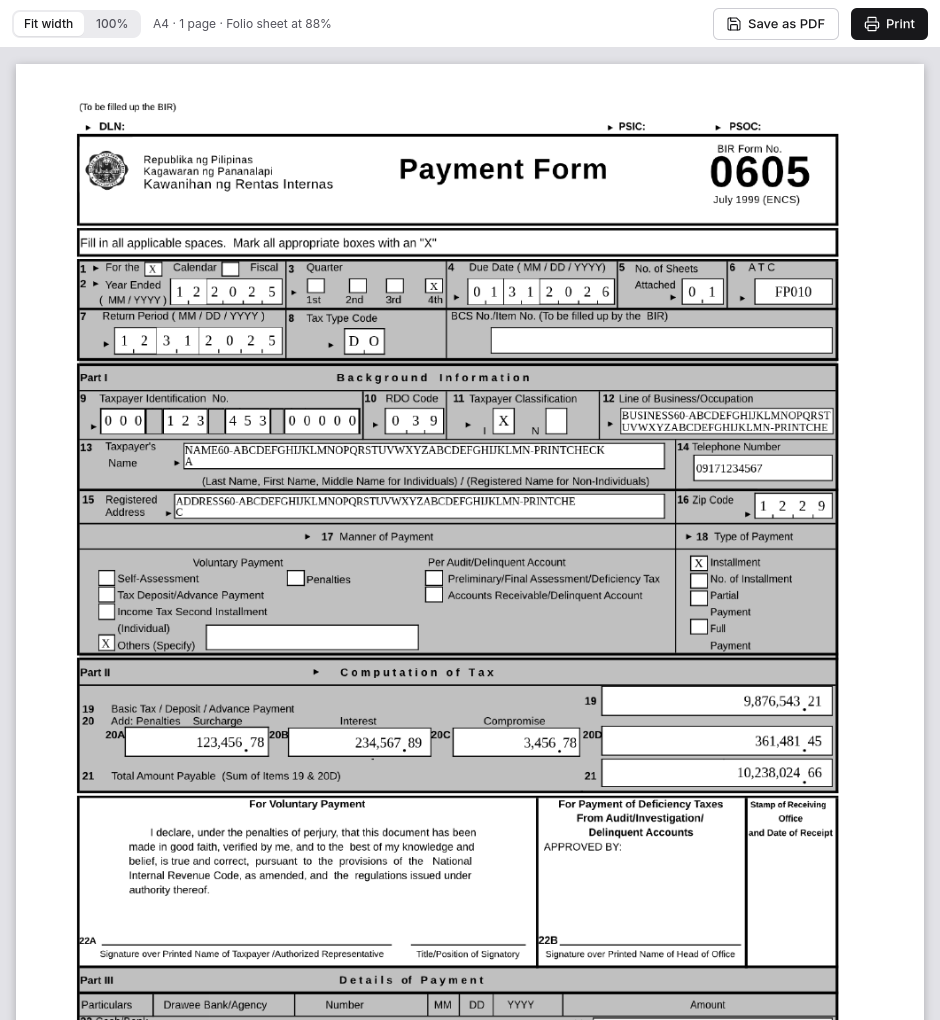 Fit width 100% A4 · 1 page · Folio sheet at 88% Save as PDF Print
(To be filled up the BIR)
► DLN: ► PSIC: ► PSOC:
Republika ng Pilipinas
Kagawaran ng Pananalapi
Kawanihan ng Rentas Internas
Payment Form
BIR Form No.
0605
July 1999 (ENCS)
Fill in all applicable spaces. Mark all appropriate boxes with an "X"
1 ► For the X Calendar Fiscal
2 ► Year Ended
( MM / YYYY ) 1 2 2 0 2 5
3 Quarter
► X
1st 2nd 3rd 4th
4 Due Date ( MM / DD / YYYY)
► 0 1 3 1 2 0 2 6
5 No. of Sheets
Attached
► 0 1
6 A T C
► FP010
7 Return Period ( MM / DD / YYYY )
► 1 2 3 1 2 0 2 5
8 Tax Type Code
► D O
BCS No./Item No. (To be filled up by the BIR)
Part I Background Information
9 Taxpayer Identification No.
► 0 0 0 1 2 3 4 5 3 0 0 0 0 0
10 RDO Code
► 0 3 9
11 Taxpayer Classification
► I X N
12 Line of Business/Occupation
► BUSINESS60-ABCDEFGHIJKLMNOPQRST
UVWXYZABCDEFGHIJKLMN-PRINTCHE
13 Taxpayer's
Name
► NAME60-ABCDEFGHIJKLMNOPQRSTUVWXYZABCDEFGHIJKLMN-PRINTCHECK
A
(Last Name, First Name, Middle Name for Individuals) / (Registered Name for Non-Individuals)
14 Telephone Number
09171234567
15 Registered
Address
► ADDRESS60-ABCDEFGHIJKLMNOPQRSTUVWXYZABCDEFGHIJKLMN-PRINTCHE
C
16 Zip Code
► 1 2 2 9
► 17 Manner of Payment ► 18 Type of Payment
Voluntary Payment Per Audit/Delinquent Account
Self-Assessment Penalties Preliminary/Final Assessment/Deficiency Tax
Tax Deposit/Advance Payment Accounts Receivable/Delinquent Account
Income Tax Second Installment
(Individual)
X Others (Specify)
X Installment
No. of Installment
Partial
Payment
Full
Payment
Part II ► Computation of Tax
19 Basic Tax / Deposit / Advance Payment 19 9,876,543.21
20 Add: Penalties Surcharge Interest Compromise
20A 123,456.78 20B 234,567.89 20C 3,456.78 20D 361,481.45
21 Total Amount Payable (Sum of Items 19 & 20D) 21 10,238,024.66
For Voluntary Payment
I declare, under the penalties of perjury, that this document has been
made in good faith, verified by me, and to the best of my knowledge and
belief, is true and correct, pursuant to the provisions of the National
Internal Revenue Code, as amended, and the regulations issued under
authority thereof.
22A
Signature over Printed Name of Taxpayer /Authorized Representative Title/Position of Signatory
For Payment of Deficiency Taxes
From Audit/Investigation/
Delinquent Accounts
APPROVED BY:
22B
Signature over Printed Name of Head of Office
Stamp of Receiving
Office
and Date of Receipt
Part III Details of Payment
Particulars Drawee Bank/Agency Number MM DD YYYY Amount